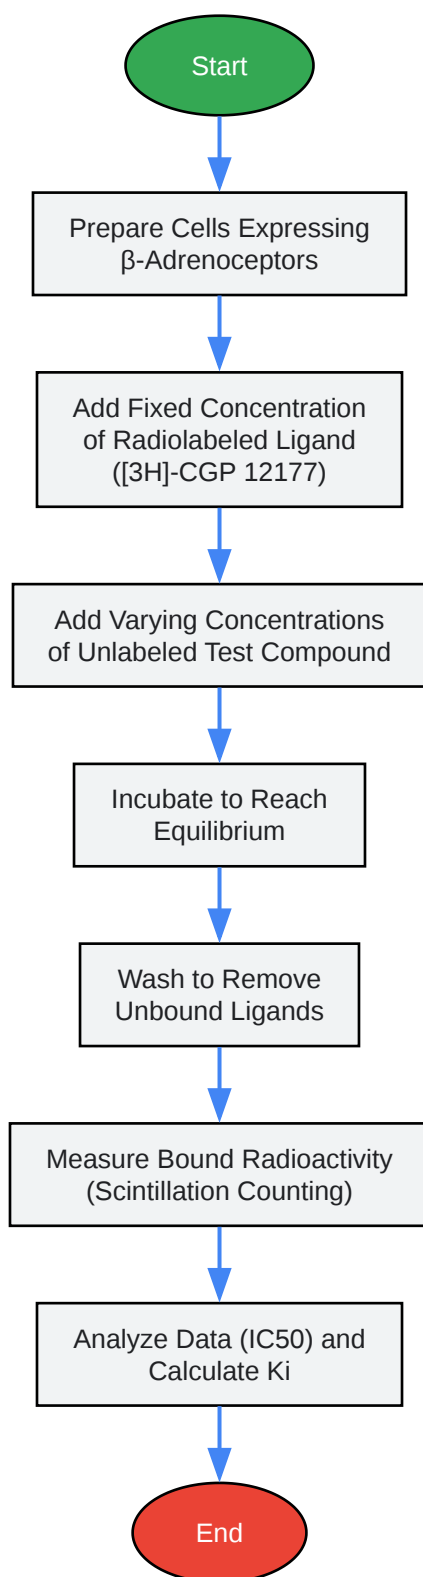 Start
Prepare Cells Expressing
β-Adrenoceptors
Add Fixed Concentration
of Radiolabeled Ligand
([3H]-CGP 12177)
Add Varying Concentrations
of Unlabeled Test Compound
Incubate to Reach
Equilibrium
Wash to Remove
Unbound Ligands
Measure Bound Radioactivity
(Scintillation Counting)
Analyze Data (IC50) and
Calculate Ki
End